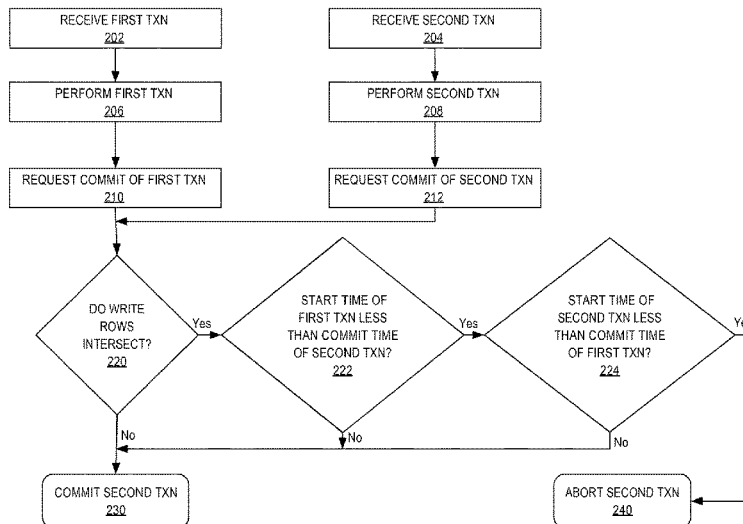 RECEIVE FIRST TXN
202
RECEIVE SECOND TXN
204
PERFORM FIRST TXN
206
PERFORM SECOND TXN
208
REQUEST COMMIT OF FIRST TXN
210
REQUEST COMMIT OF SECOND TXN
212
DO WRITE
ROWS
INTERSECT?
220
Yes
START TIME OF
FIRST TXN LESS
THAN COMMIT TIME
OF SECOND TXN?
222
Yes
START TIME OF
SECOND TXN LESS
THAN COMMIT TIME
OF FIRST TXN?
224
No
No
No
COMMIT SECOND TXN
230
ABORT SECOND TXN
240